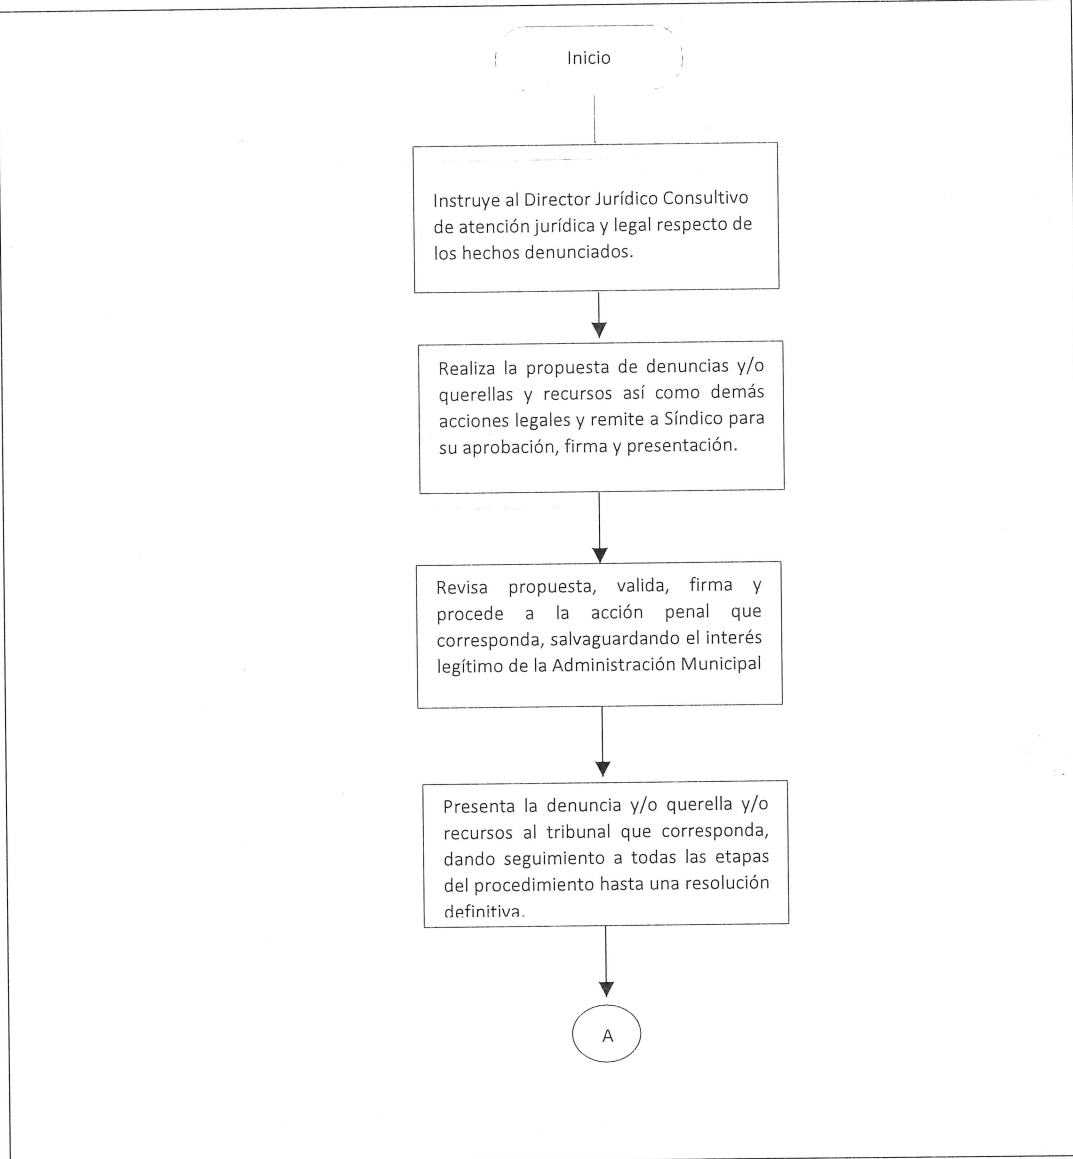 Inicio
Instruye al Director Jurídico Consultivo
de atención jurídica y legal respecto de
los hechos denunciados.
Realiza la propuesta de denuncias y/o
querellas y recursos así como demás
acciones legales y remite a Síndico para
su aprobación, firma y presentación.
Revisa propuesta, valida, firma y
procede a la acción penal que
corresponda, salvaguardando el interés
legítimo de la Administración Municipal
Presenta la denuncia y/o querella y/o
recursos al tribunal que corresponda,
dando seguimiento a todas las etapas
del procedimiento hasta una resolución
definitiva.
A